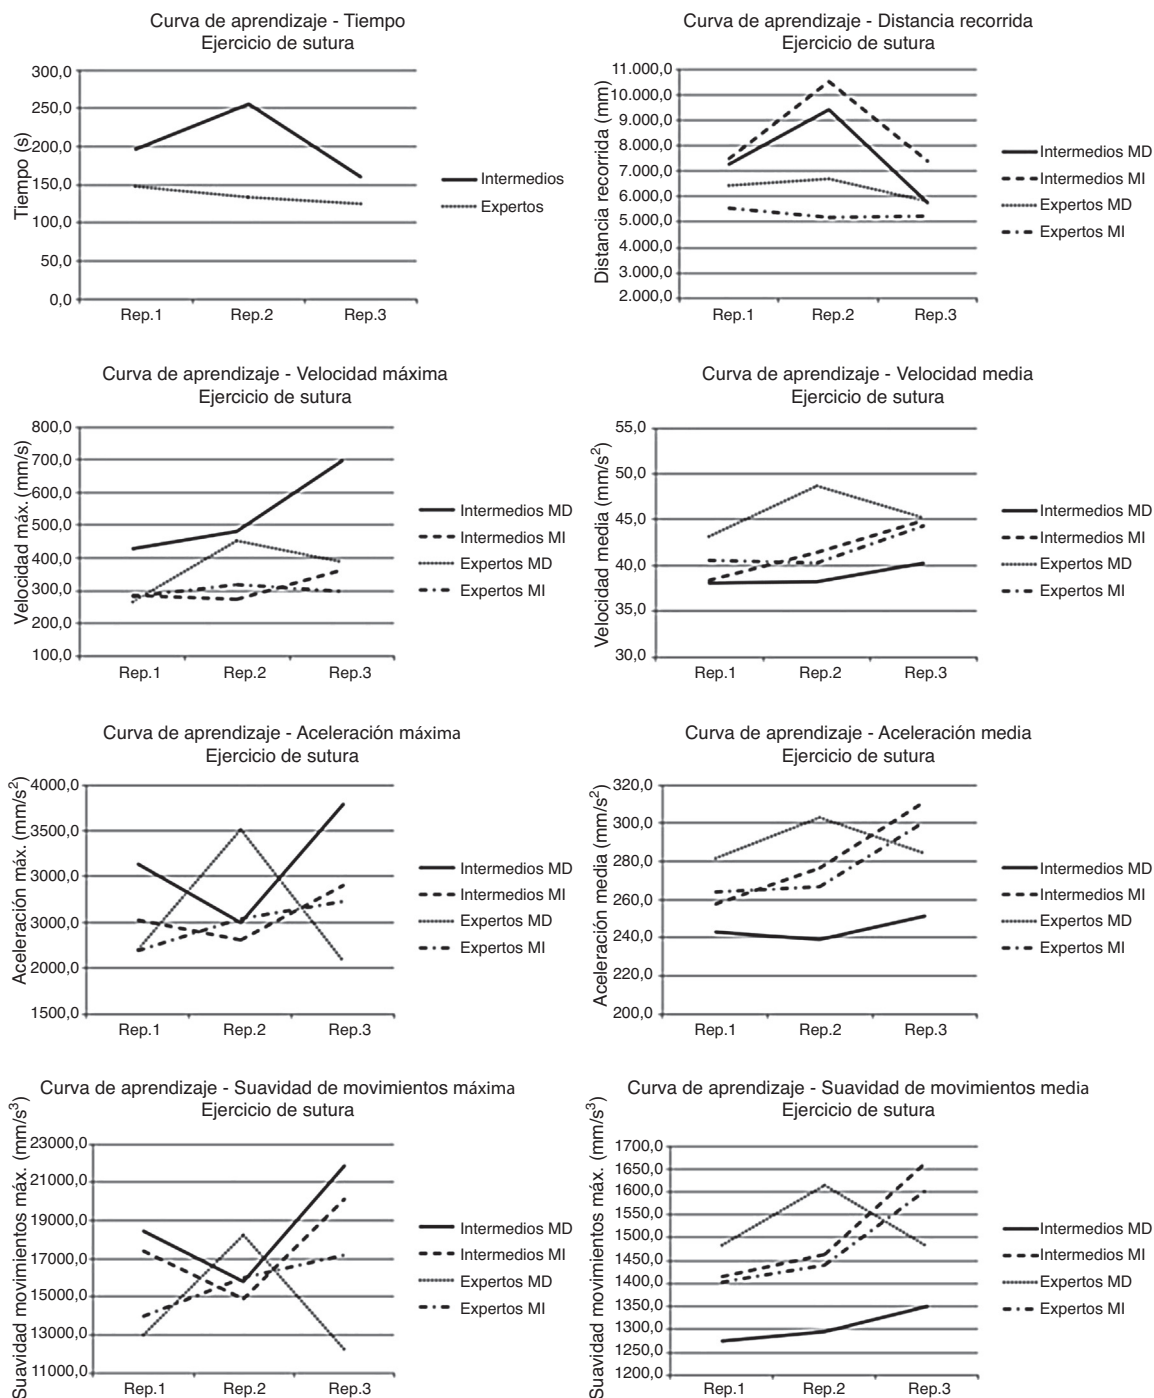 Curva de aprendizaje - Tiempo
Ejercicio de sutura
Tiempo (s)
300,0
250,0
200,0
150,0
100,0
50,0
0,0
Rep.1 Rep.2 Rep.3
Intermedios
Expertos
Curva de aprendizaje - Distancia recorrida
Ejercicio de sutura
Distancia recorrida (mm)
11.000,0
10.000,0
9.000,0
8.000,0
7.000,0
6.000,0
5.000,0
4.000,0
3.000,0
2.000,0
Rep.1 Rep.2 Rep.3
Intermedios MD
Intermedios MI
Expertos MD
Expertos MI
Curva de aprendizaje - Velocidad máxima
Ejercicio de sutura
Velocidad máx. (mm/s)
800,0
700,0
600,0
500,0
400,0
300,0
200,0
100,0
Rep.1 Rep.2 Rep.3
Intermedios MD
Intermedios MI
Expertos MD
Expertos MI
Curva de aprendizaje - Velocidad media
Ejercicio de sutura
Velocidad media (mm/s²)
55,0
50,0
45,0
40,0
35,0
30,0
Rep.1 Rep.2 Rep.3
Intermedios MD
Intermedios MI
Expertos MD
Expertos MI
Curva de aprendizaje - Aceleración máxima
Ejercicio de sutura
Aceleración máx. (mm/s²)
4000,0
3500,0
3000,0
3000,0
2000,0
1500,0
Rep.1 Rep.2 Rep.3
Intermedios MD
Intermedios MI
Expertos MD
Expertos MI
Curva de aprendizaje - Aceleración media
Ejercicio de sutura
Aceleración media (mm/s²)
320,0
300,0
280,0
260,0
240,0
220,0
200,0
Rep.1 Rep.2 Rep.3
Intermedios MD
Intermedios MI
Expertos MD
Expertos MI
Curva de aprendizaje - Suavidad de movimientos máxima
Ejercicio de sutura
Suavidad movimientos máx. (mm/s³)
23000,0
21000,0
19000,0
17000,0
15000,0
13000,0
11000,0
Rep.1 Rep.2 Rep.3
Intermedios MD
Intermedios MI
Expertos MD
Expertos MI
Curva de aprendizaje - Suavidad de movimientos media
Ejercicio de sutura
Suavidad movimientos máx. (mm/s³)
1700,0
1650,0
1600,0
1500,0
1550,0
1450,0
1400,0
1350,0
1300,0
1250,0
1200,0
Rep.1 Rep.2 Rep.3
Intermedios MD
Intermedios MI
Expertos MD
Expertos MI